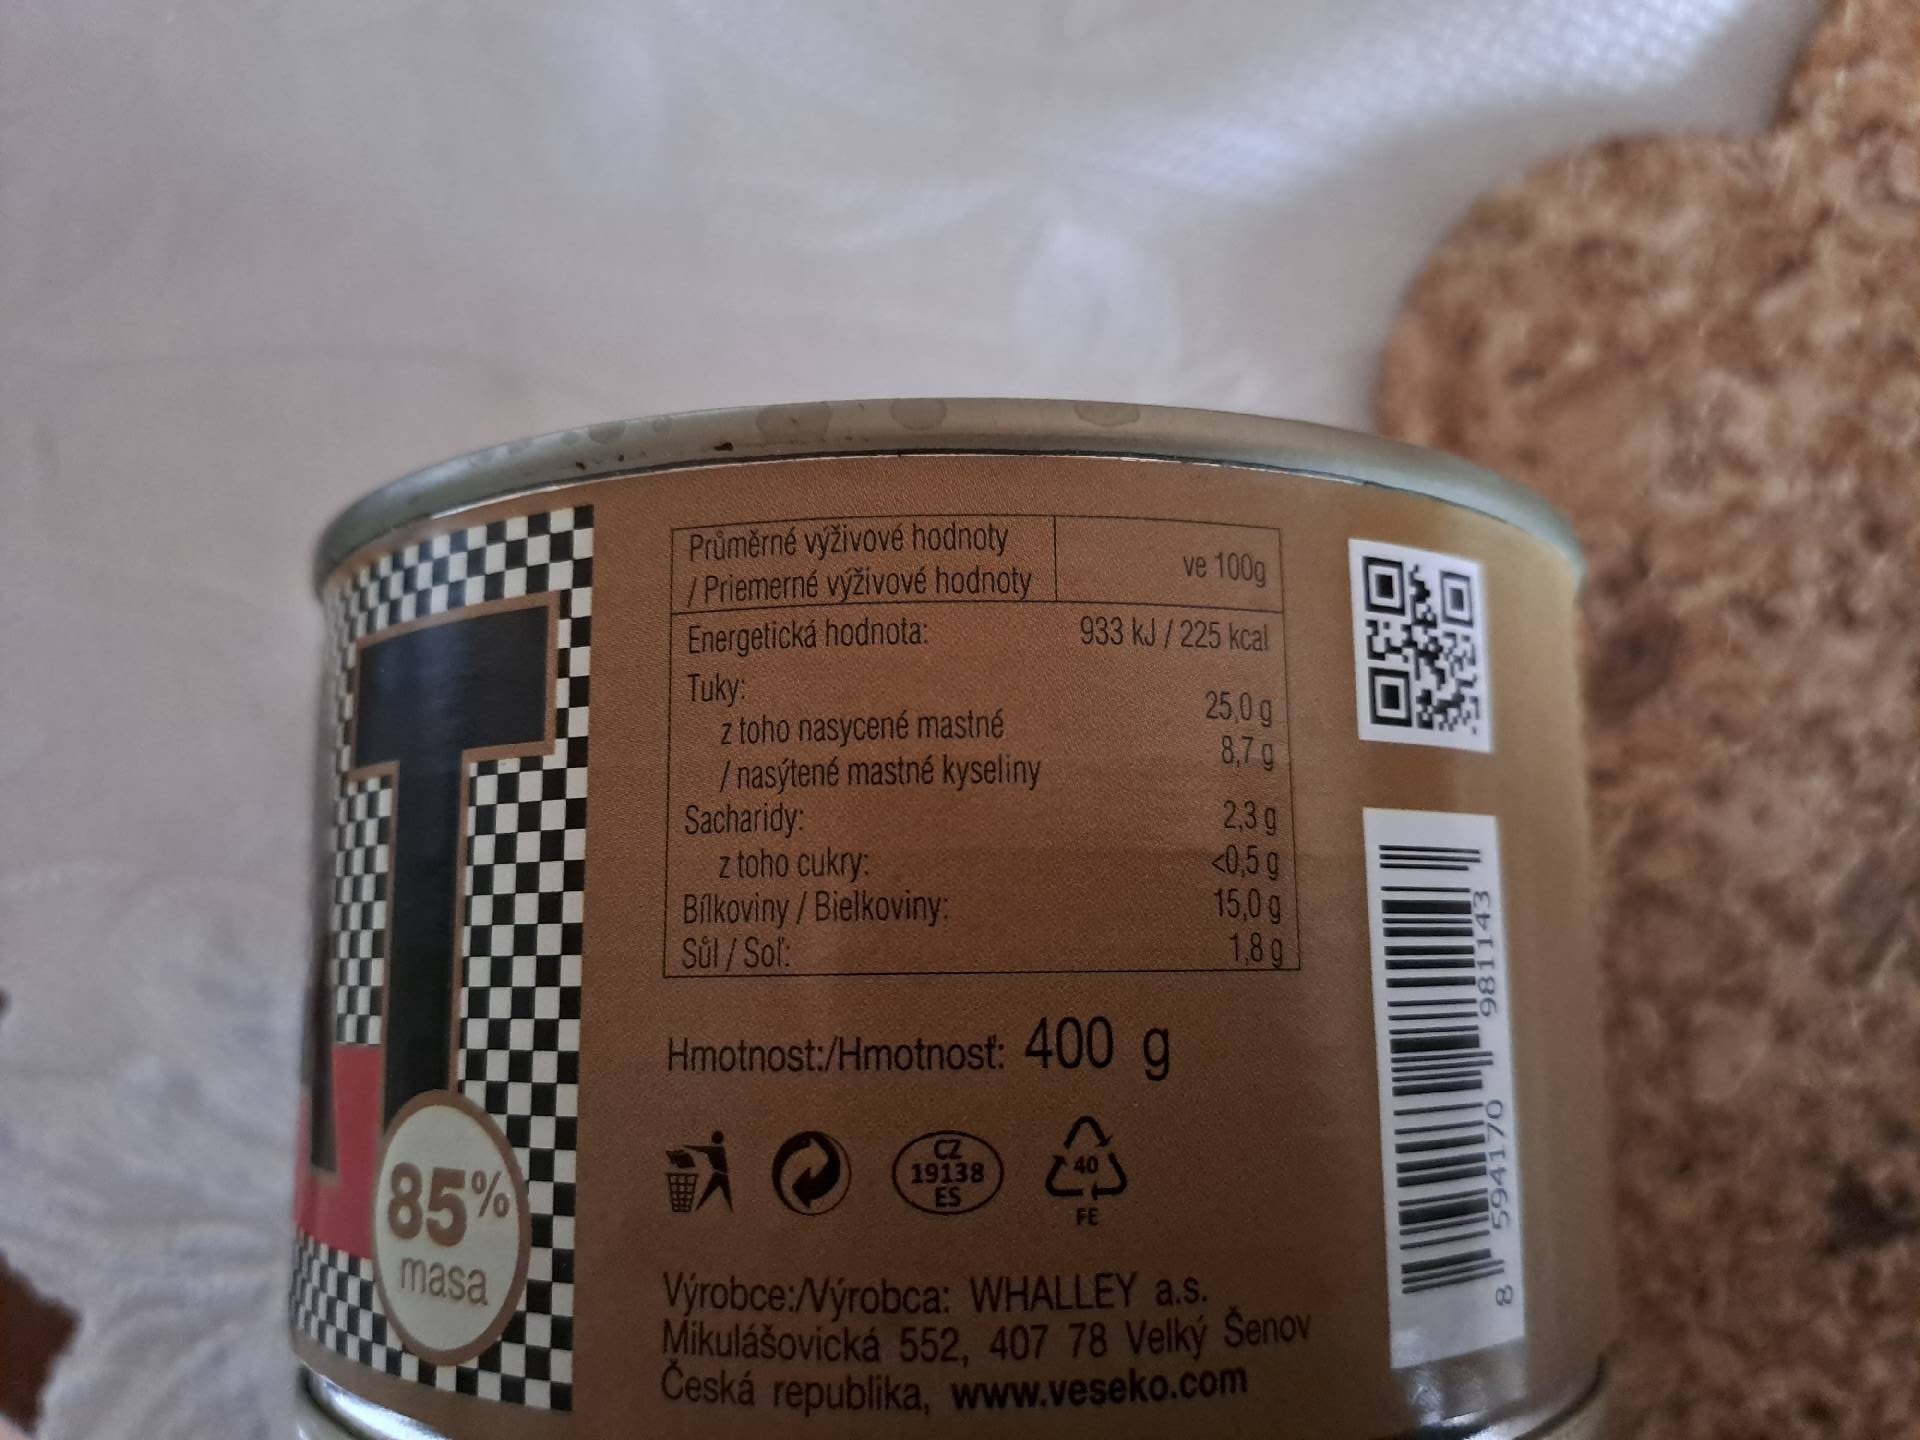 Průměrné výživové hodnoty
/ Priemerné výživové hodnoty
ve 100g
Energetická hodnota: 933 kJ / 225 kcal
Tuky: 25,0 g
z toho nasycené mastné
/ nasýtené mastné kyseliny 8,7 g
Sacharidy: 2,3 g
z toho cukry: <0,5 g
Bílkoviny / Bielkoviny: 15,0 g
Sůl / Soľ: 1,8 g
Hmotnost:/Hmotnosť: 400 g
CZ
19138
ES
40
FE
Výrobce:/Výrobca: WHALLEY a.s.
Mikulášovická 552, 407 78 Velký Šenov
Česká republika, www.veseko.com
T
85%
masa
8 594170 981143